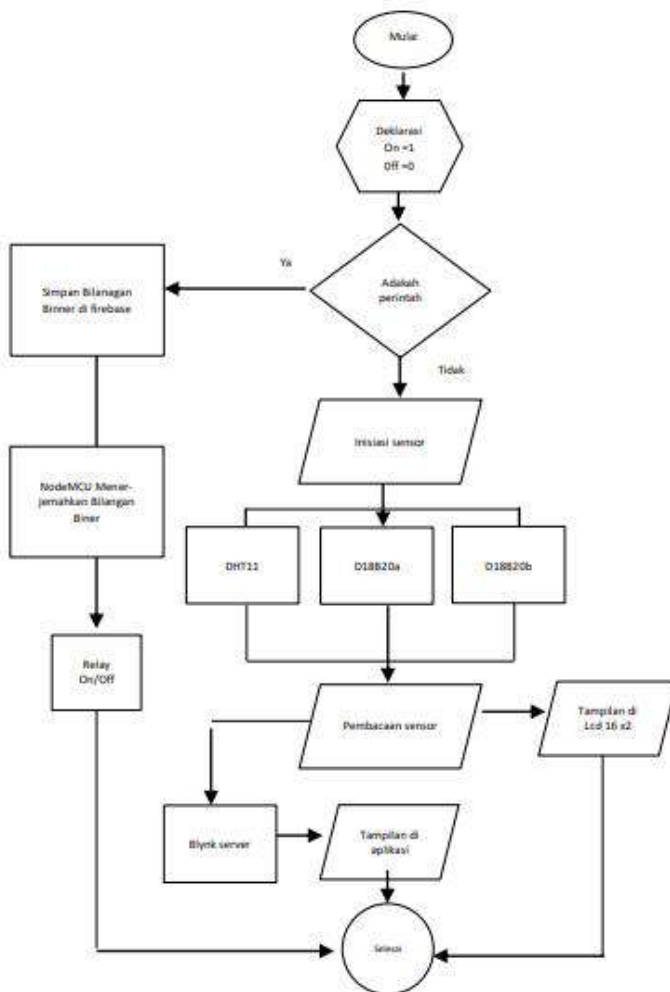 Mulai
Deklarasi
On =1
Off =0
Ya
Adakah
perintah
Simpan Bilanagan
Binner di firebase
Tidak
Inisiasi sensor
NodeMCU Mener-
jemahkan Bilangan
Biner
DHT11
D18B20a
D18B20b
Relay
On/Off
Pembacaan sensor
Tampilan di
Lcd 16 x2
Blynk server
Tampilan di
aplikasi
Selesai